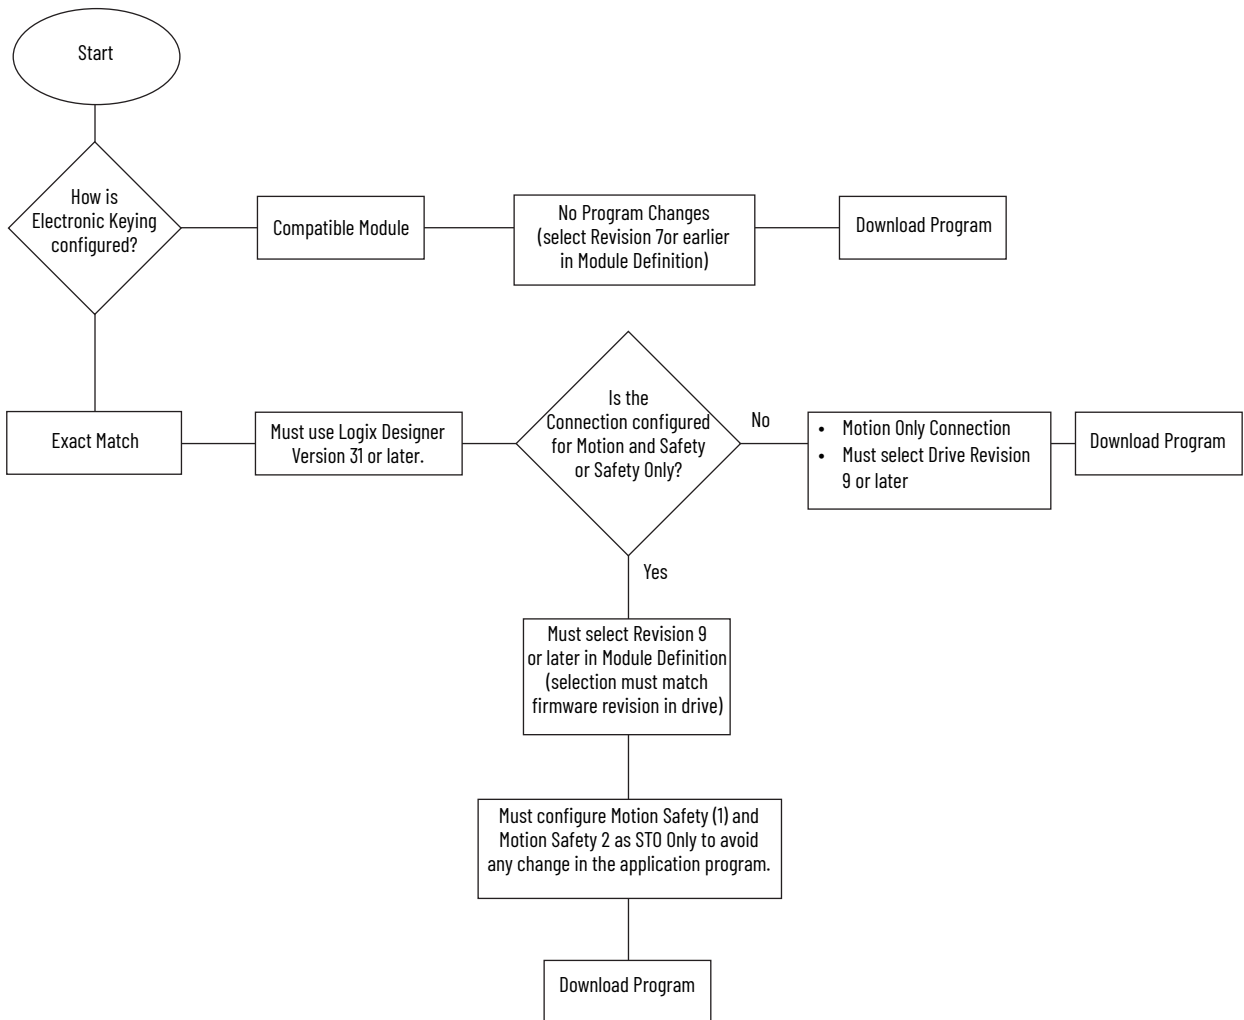 Start
How is
Electronic Keying
configured?
Compatible Module
No Program Changes
(select Revision 7or earlier
in Module Definition)
Download Program
Exact Match
Must use Logix Designer
Version 31 or later.
Is the
Connection configured
for Motion and Safety
or Safety Only?
No
• Motion Only Connection
• Must select Drive Revision
9 or later
Download Program
Yes
Must select Revision 9
or later in Module Definition
(selection must match
firmware revision in drive)
Must configure Motion Safety (1) and
Motion Safety 2 as STO Only to avoid
any change in the application program.
Download Program